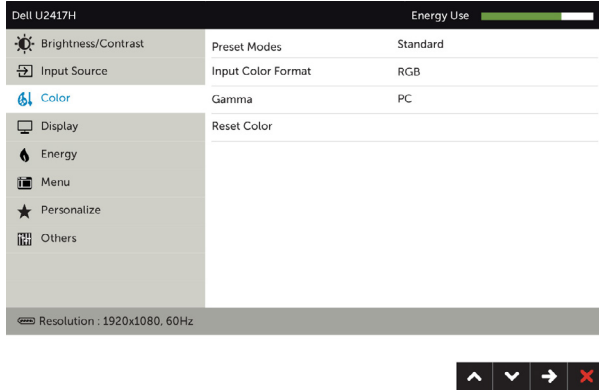 Dell U2417H Energy Use
Brightness/Contrast
Input Source
Color
Display
Energy
Menu
Personalize
Others
Preset Modes Standard
Input Color Format RGB
Gamma PC
Reset Color
Resolution : 1920x1080, 60Hz